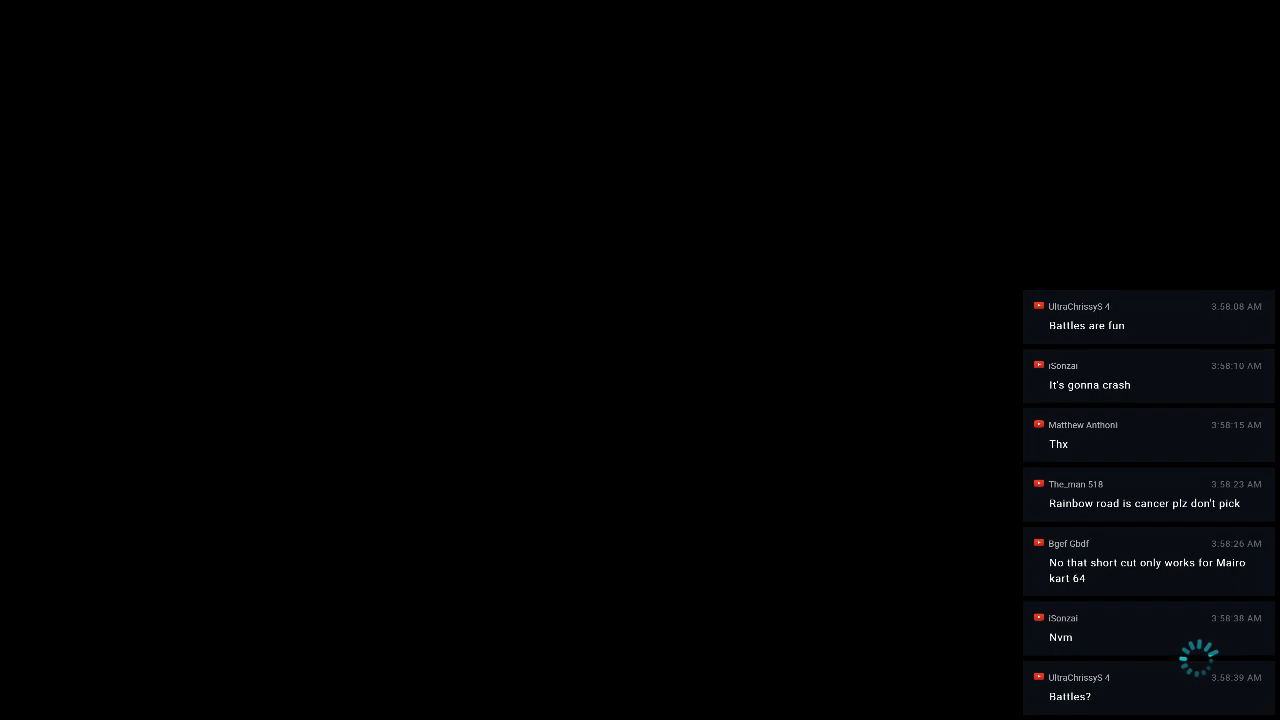 UltraChrissyS 4 3:58:08 AM
Battles are fun
iSonzai 3:58:10 AM
It's gonna crash
Matthew Anthoni 3:58:15 AM
Thx
The_man 518 3:58:23 AM
Rainbow road is cancer plz don't pick
Bgef Gbdf 3:58:26 AM
No that short cut only works for Mairo
kart 64
iSonzai 3:58:38 AM
Nvm
UltraChrissyS 4 3:58:39 AM
Battles?